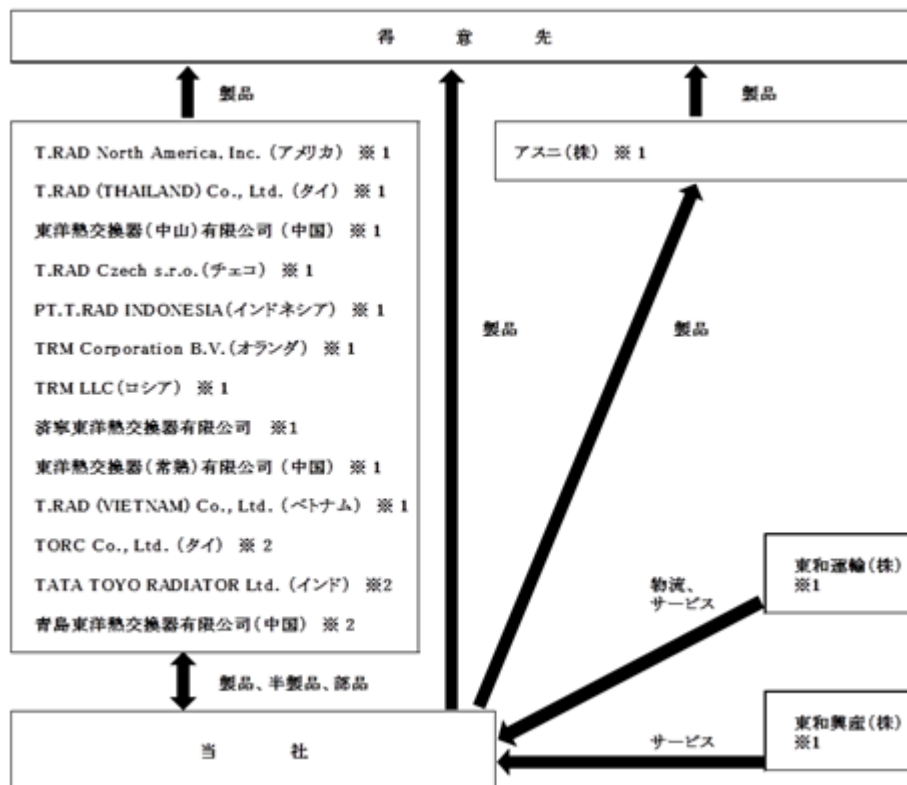 得 意 先
製品
製品
T.RAD North America, Inc. (アメリカ) ※1
T.RAD (THAILAND) Co., Ltd. (タイ) ※1
東洋熱交換器(中山)有限公司 (中国) ※1
T.RAD Czech s.r.o.(チェコ) ※1
PT.T.RAD INDONESIA(インドネシア) ※1
TRM Corporation B.V.(オランダ) ※1
TRM LLC(ロシア) ※1
済寧東洋熱交換器有限公司 ※1
東洋熱交換器(常熟)有限公司 (中国) ※1
T.RAD (VIETNAM) Co., Ltd. (ベトナム) ※1
TORC Co., Ltd. (タイ) ※2
TATA TOYO RADIATOR Ltd. (インド) ※2
青島東洋熱交換器有限公司(中国) ※2
アスニ(株) ※1
製品
製品
東和運輸(株)
※1
物流、
サービス
製品、半製品、部品
当 社
サービス
東和興産(株)
※1